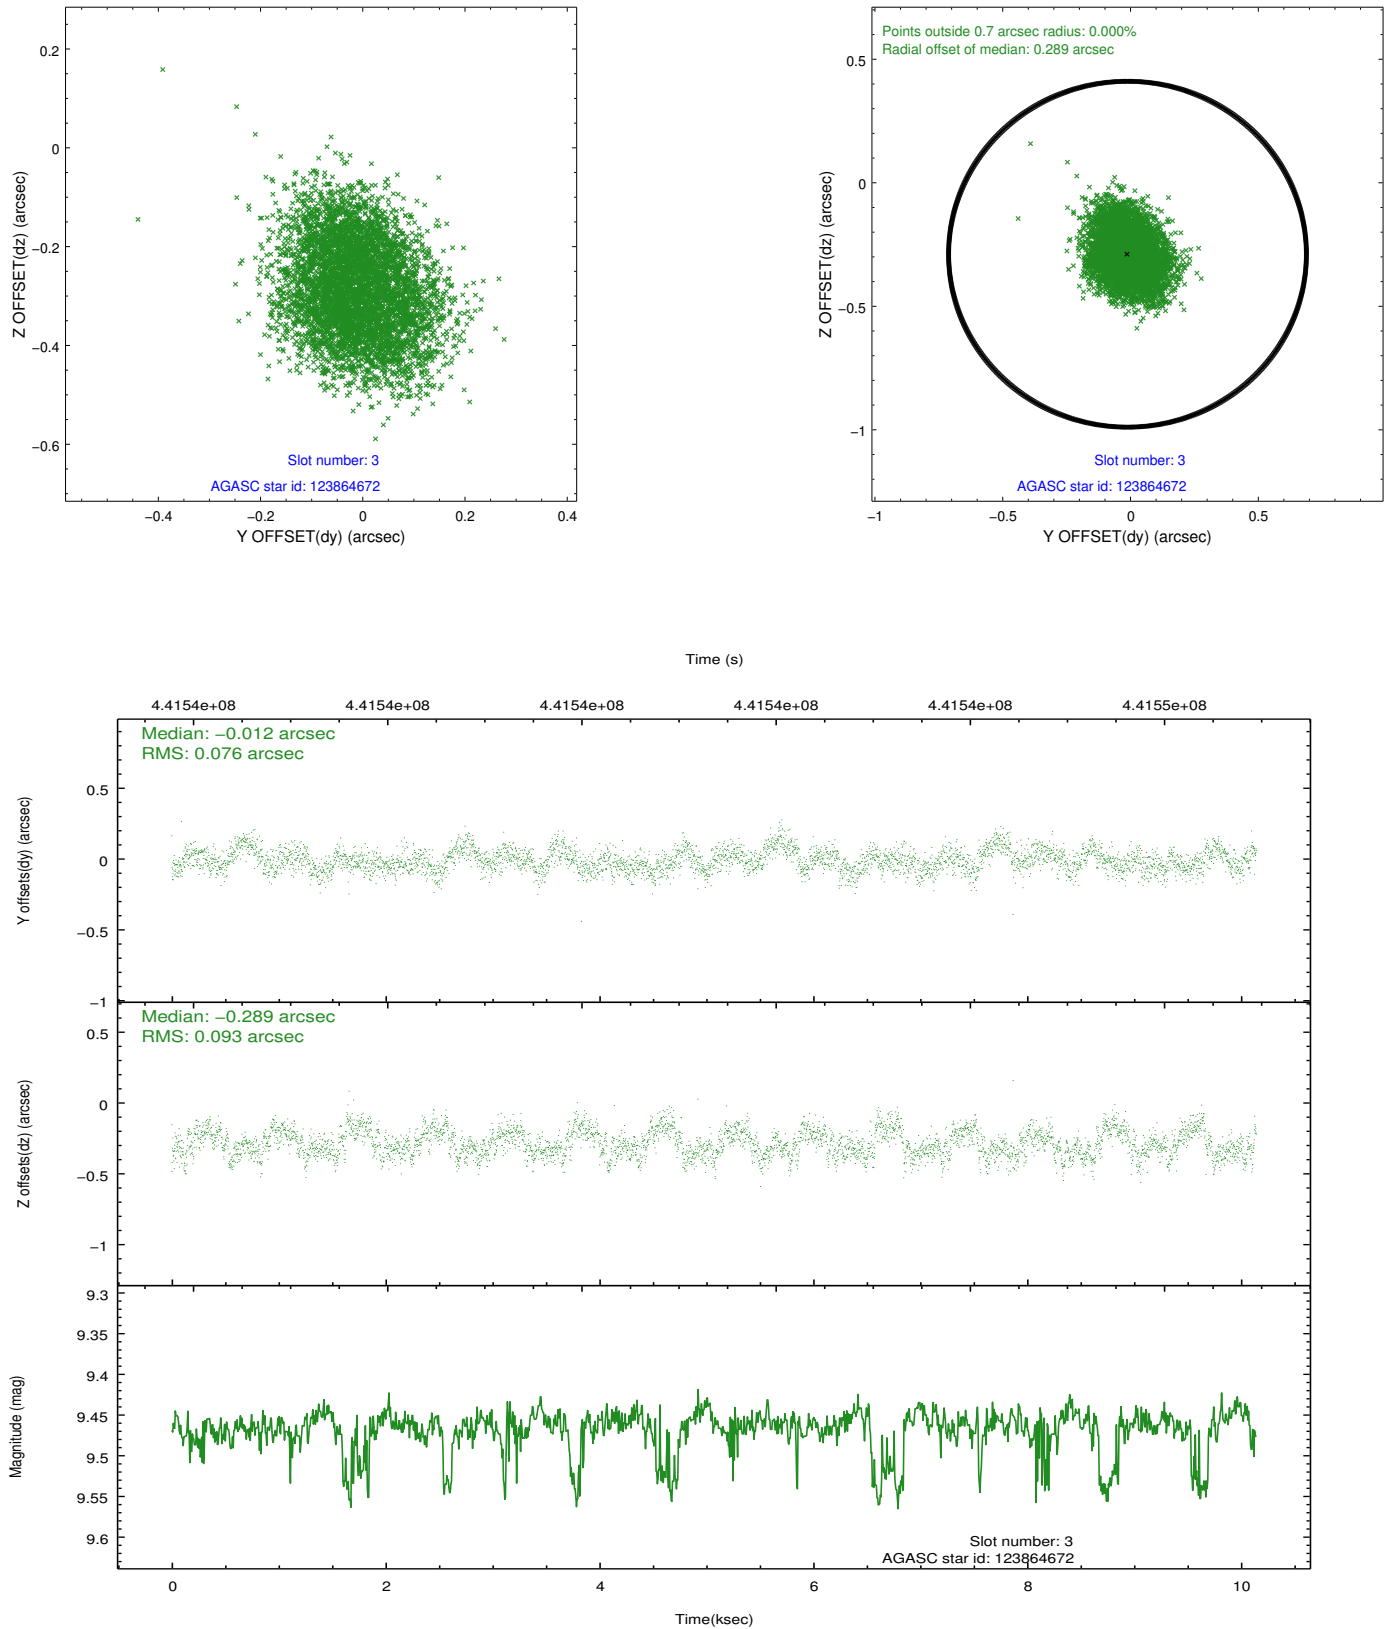 0.2
0
−0.2
−0.4
−0.6
Z OFFSET(dz) (arcsec)
Slot number: 3
AGASC star id: 123864672
−0.4
−0.2
0
0.2
0.4
Y OFFSET(dy) (arcsec)
Points outside 0.7 arcsec radius: 0.000%
Radial offset of median: 0.289 arcsec
0.5
0
−0.5
−1
Z OFFSET(dz) (arcsec)
Slot number: 3
AGASC star id: 123864672
−1
−0.5
0
0.5
Y OFFSET(dy) (arcsec)
Time (s)
4.4154e+08
4.4154e+08
4.4154e+08
4.4154e+08
4.4154e+08
4.4155e+08
Median: −0.012 arcsec
RMS: 0.076 arcsec
0.5
0
−0.5
−1
Y offsets(dy) (arcsec)
Median: −0.289 arcsec
RMS: 0.093 arcsec
0.5
0
−0.5
−1
Z offsets(dz) (arcsec)
9.3
9.35
9.4
9.45
9.5
9.55
9.6
Magnitude (mag)
Slot number: 3
AGASC star id: 123864672
0
2
4
6
8
10
Time(ksec)